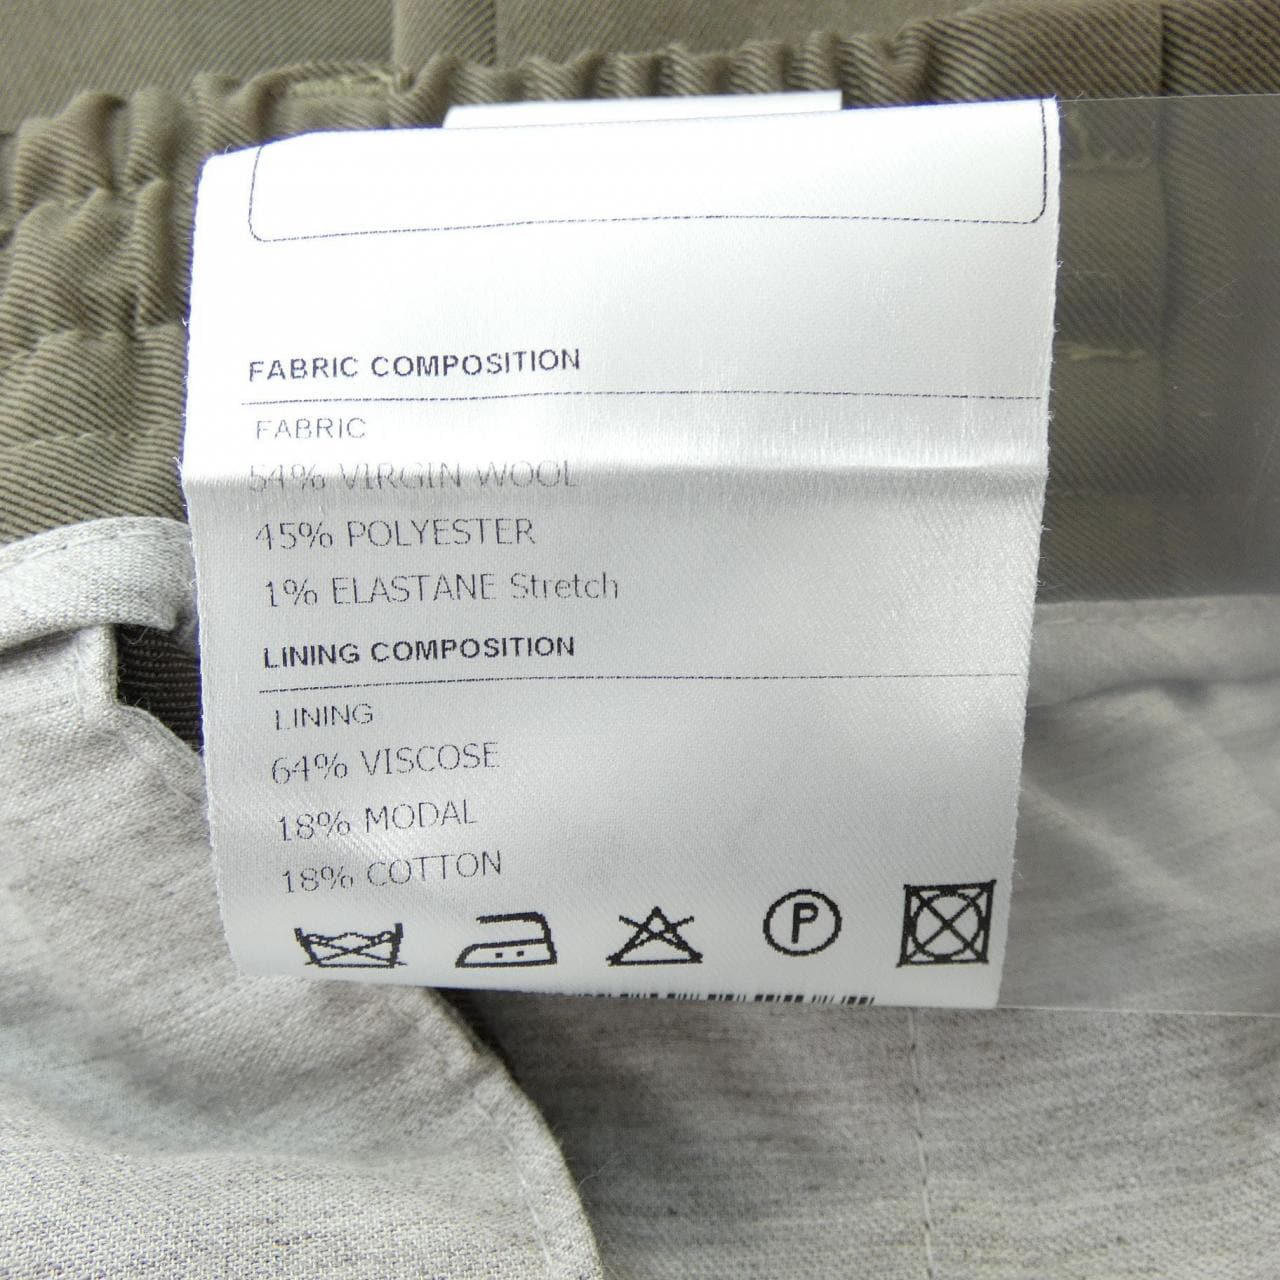 FABRIC COMPOSITION
FABRIC
54% VIRGIN WOOL
45% POLYESTER
1% ELASTANE Stretch
LINING COMPOSITION
LINING
64% VISCOSE
18% MODAL
18% COTTON
P